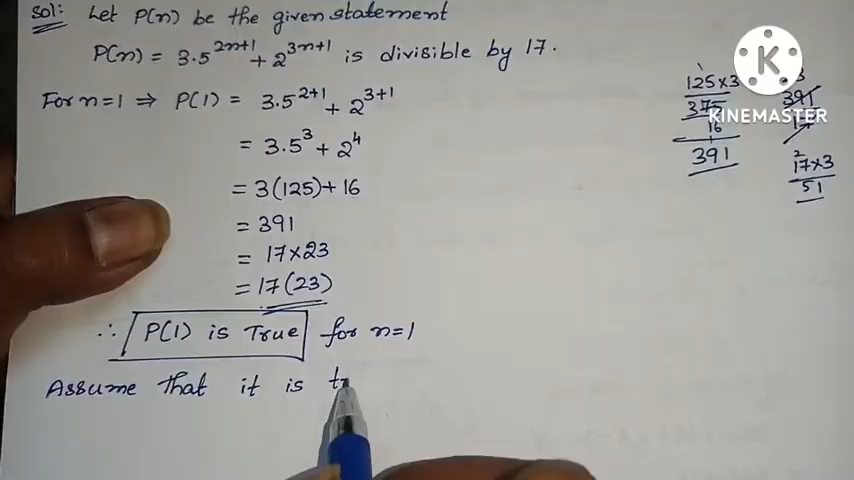 Sol: Let P(n) be the given statement
P(n) = 3·5^{2n+1} + 2^{3n+1} is divisible by 17.
For n=1 ⇒ P(1) = 3·5^{2+1} + 2^{3+1}
= 3·5^3 + 2^4
= 3(125)+16
= 391
= 17×23
= 17(23)
∴ P(1) is True for n=1
Assume that it is
125×3
375
16
391
K
KINEMASTER
391
17×3
51